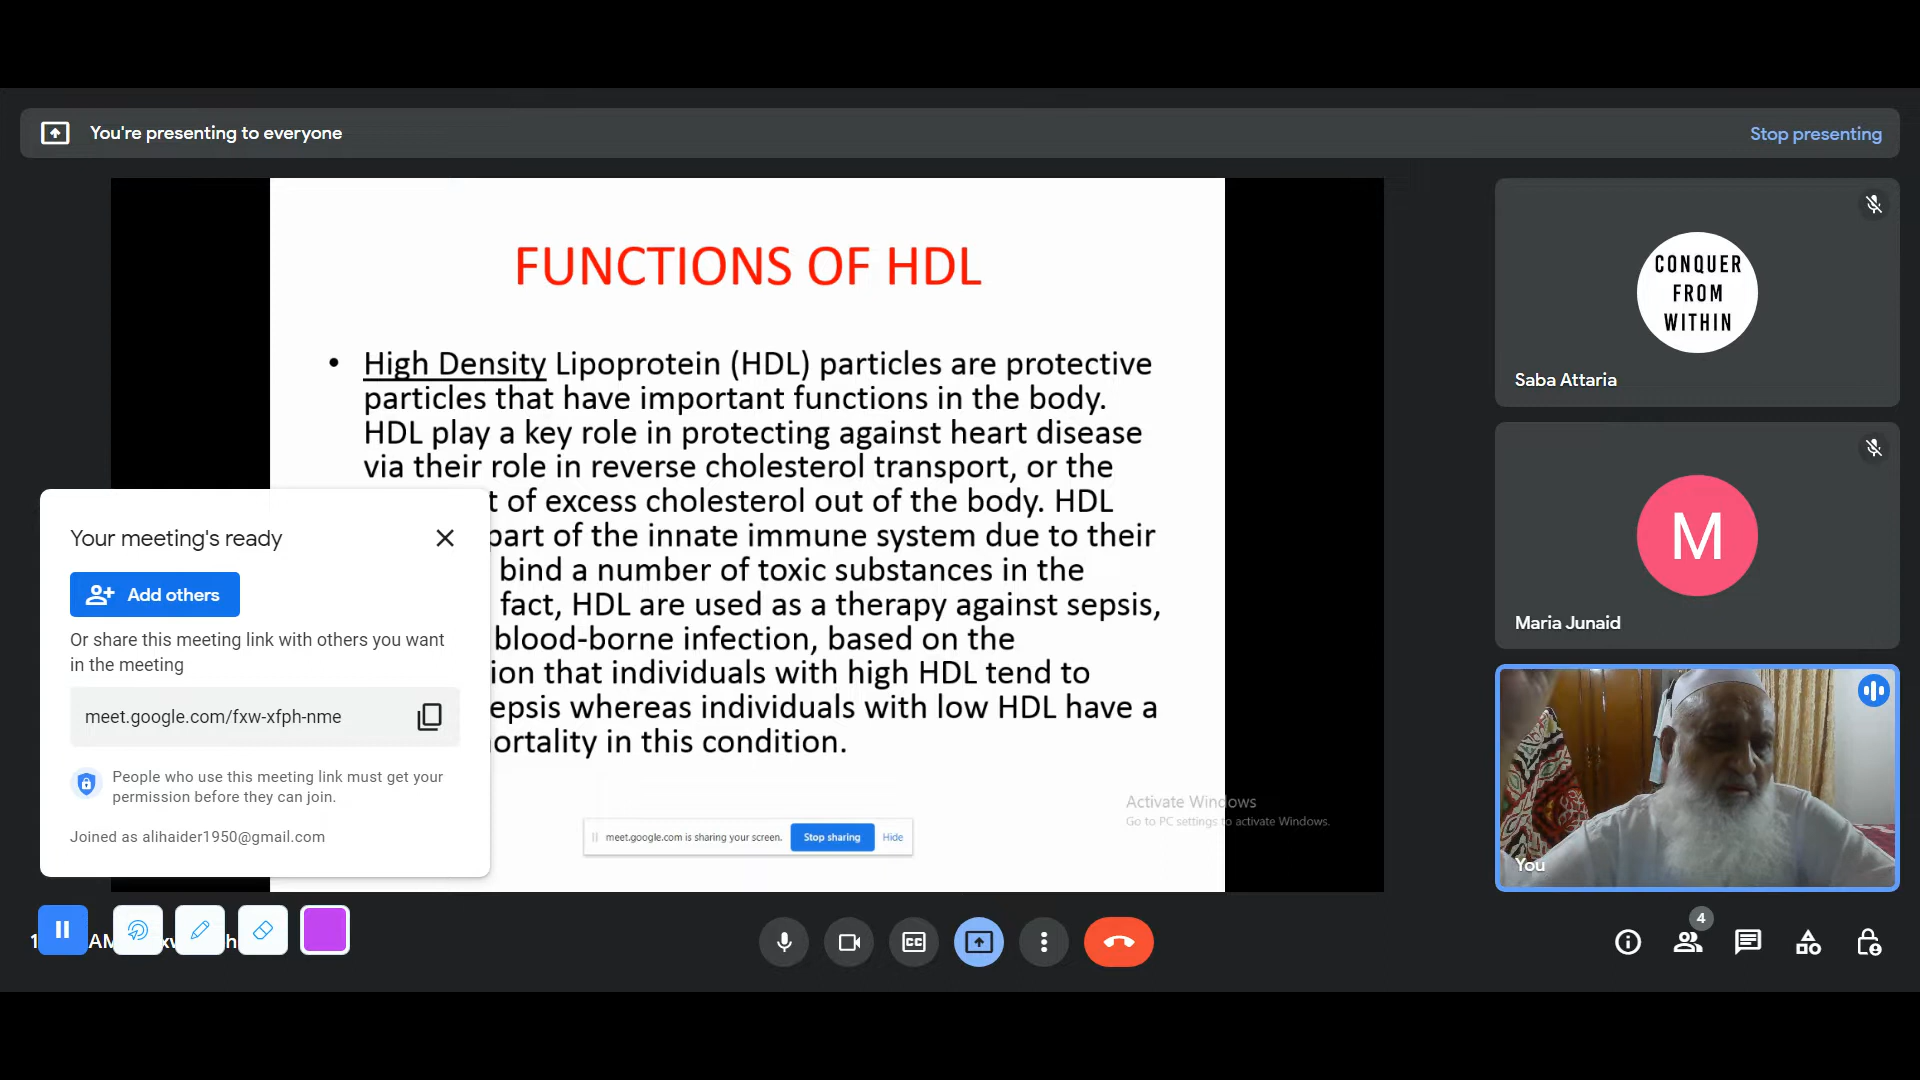 You're presenting to everyone
Stop presenting
FUNCTIONS OF HDL
• High Density Lipoprotein (HDL) particles are protective
particles that have important functions in the body.
HDL play a key role in protecting against heart disease
via their role in reverse cholesterol transport, or the
t of excess cholesterol out of the body. HDL
part of the innate immune system due to their
bind a number of toxic substances in the
fact, HDL are used as a therapy against sepsis,
blood-borne infection, based on the
ion that individuals with high HDL tend to
epsis whereas individuals with low HDL have a
ortality in this condition.
Your meeting's ready
Add others
Or share this meeting link with others you want
in the meeting
meet.google.com/fxw-xfph-nme
People who use this meeting link must get your
permission before they can join.
Joined as alihaider1950@gmail.com
meet.google.com is sharing your screen.
Stop sharing
Hide
Activate Windows
Go to PC settings to activate Windows.
CONQUER
FROM
WITHIN
Saba Attaria
M
Maria Junaid
You
AM
CC
4